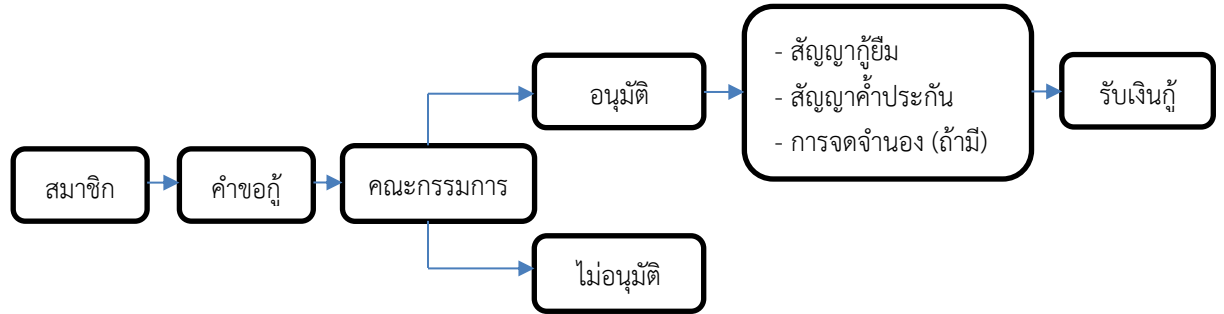 สมาชิก
คำขอกู้
คณะกรรมการ
อนุมัติ
- สัญญากู้ยืม
- สัญญาค้ำประกัน
- การจดจำนอง (ถ้ามี)
รับเงินกู้
ไม่อนุมัติ